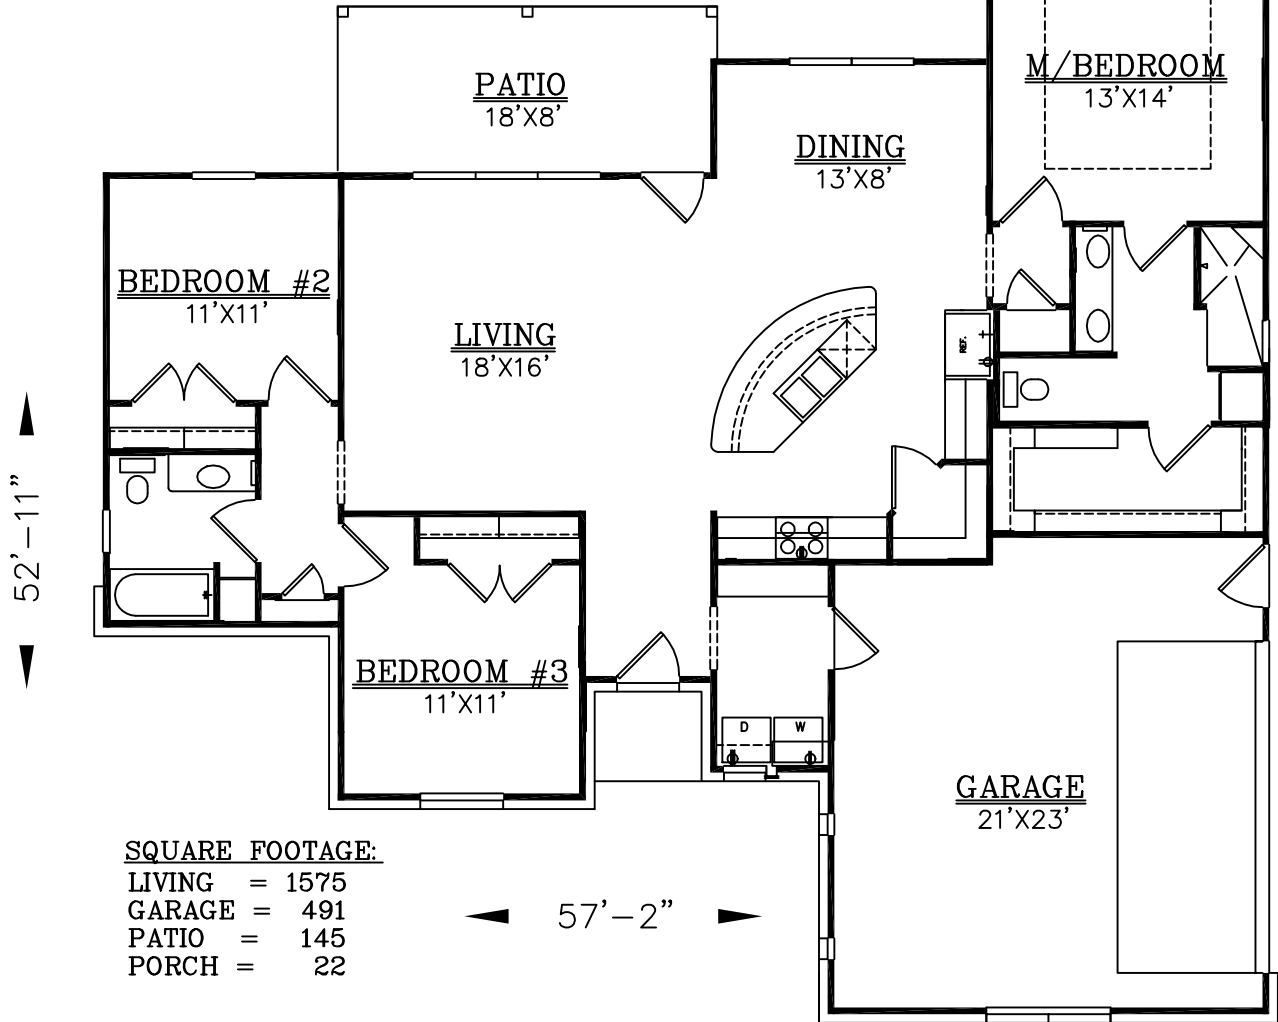 M/BEDROOM
13'X14'
PATIO
18'X8'
DINING
13'X8'
BEDROOM #2
11'X11'
LIVING
18'X16'
REF.
52'-11"
BEDROOM #3
11'X11'
D W
GARAGE
21'X23'
SQUARE FOOTAGE:
LIVING = 1575
GARAGE = 491
PATIO = 145
PORCH = 22
57'-2"